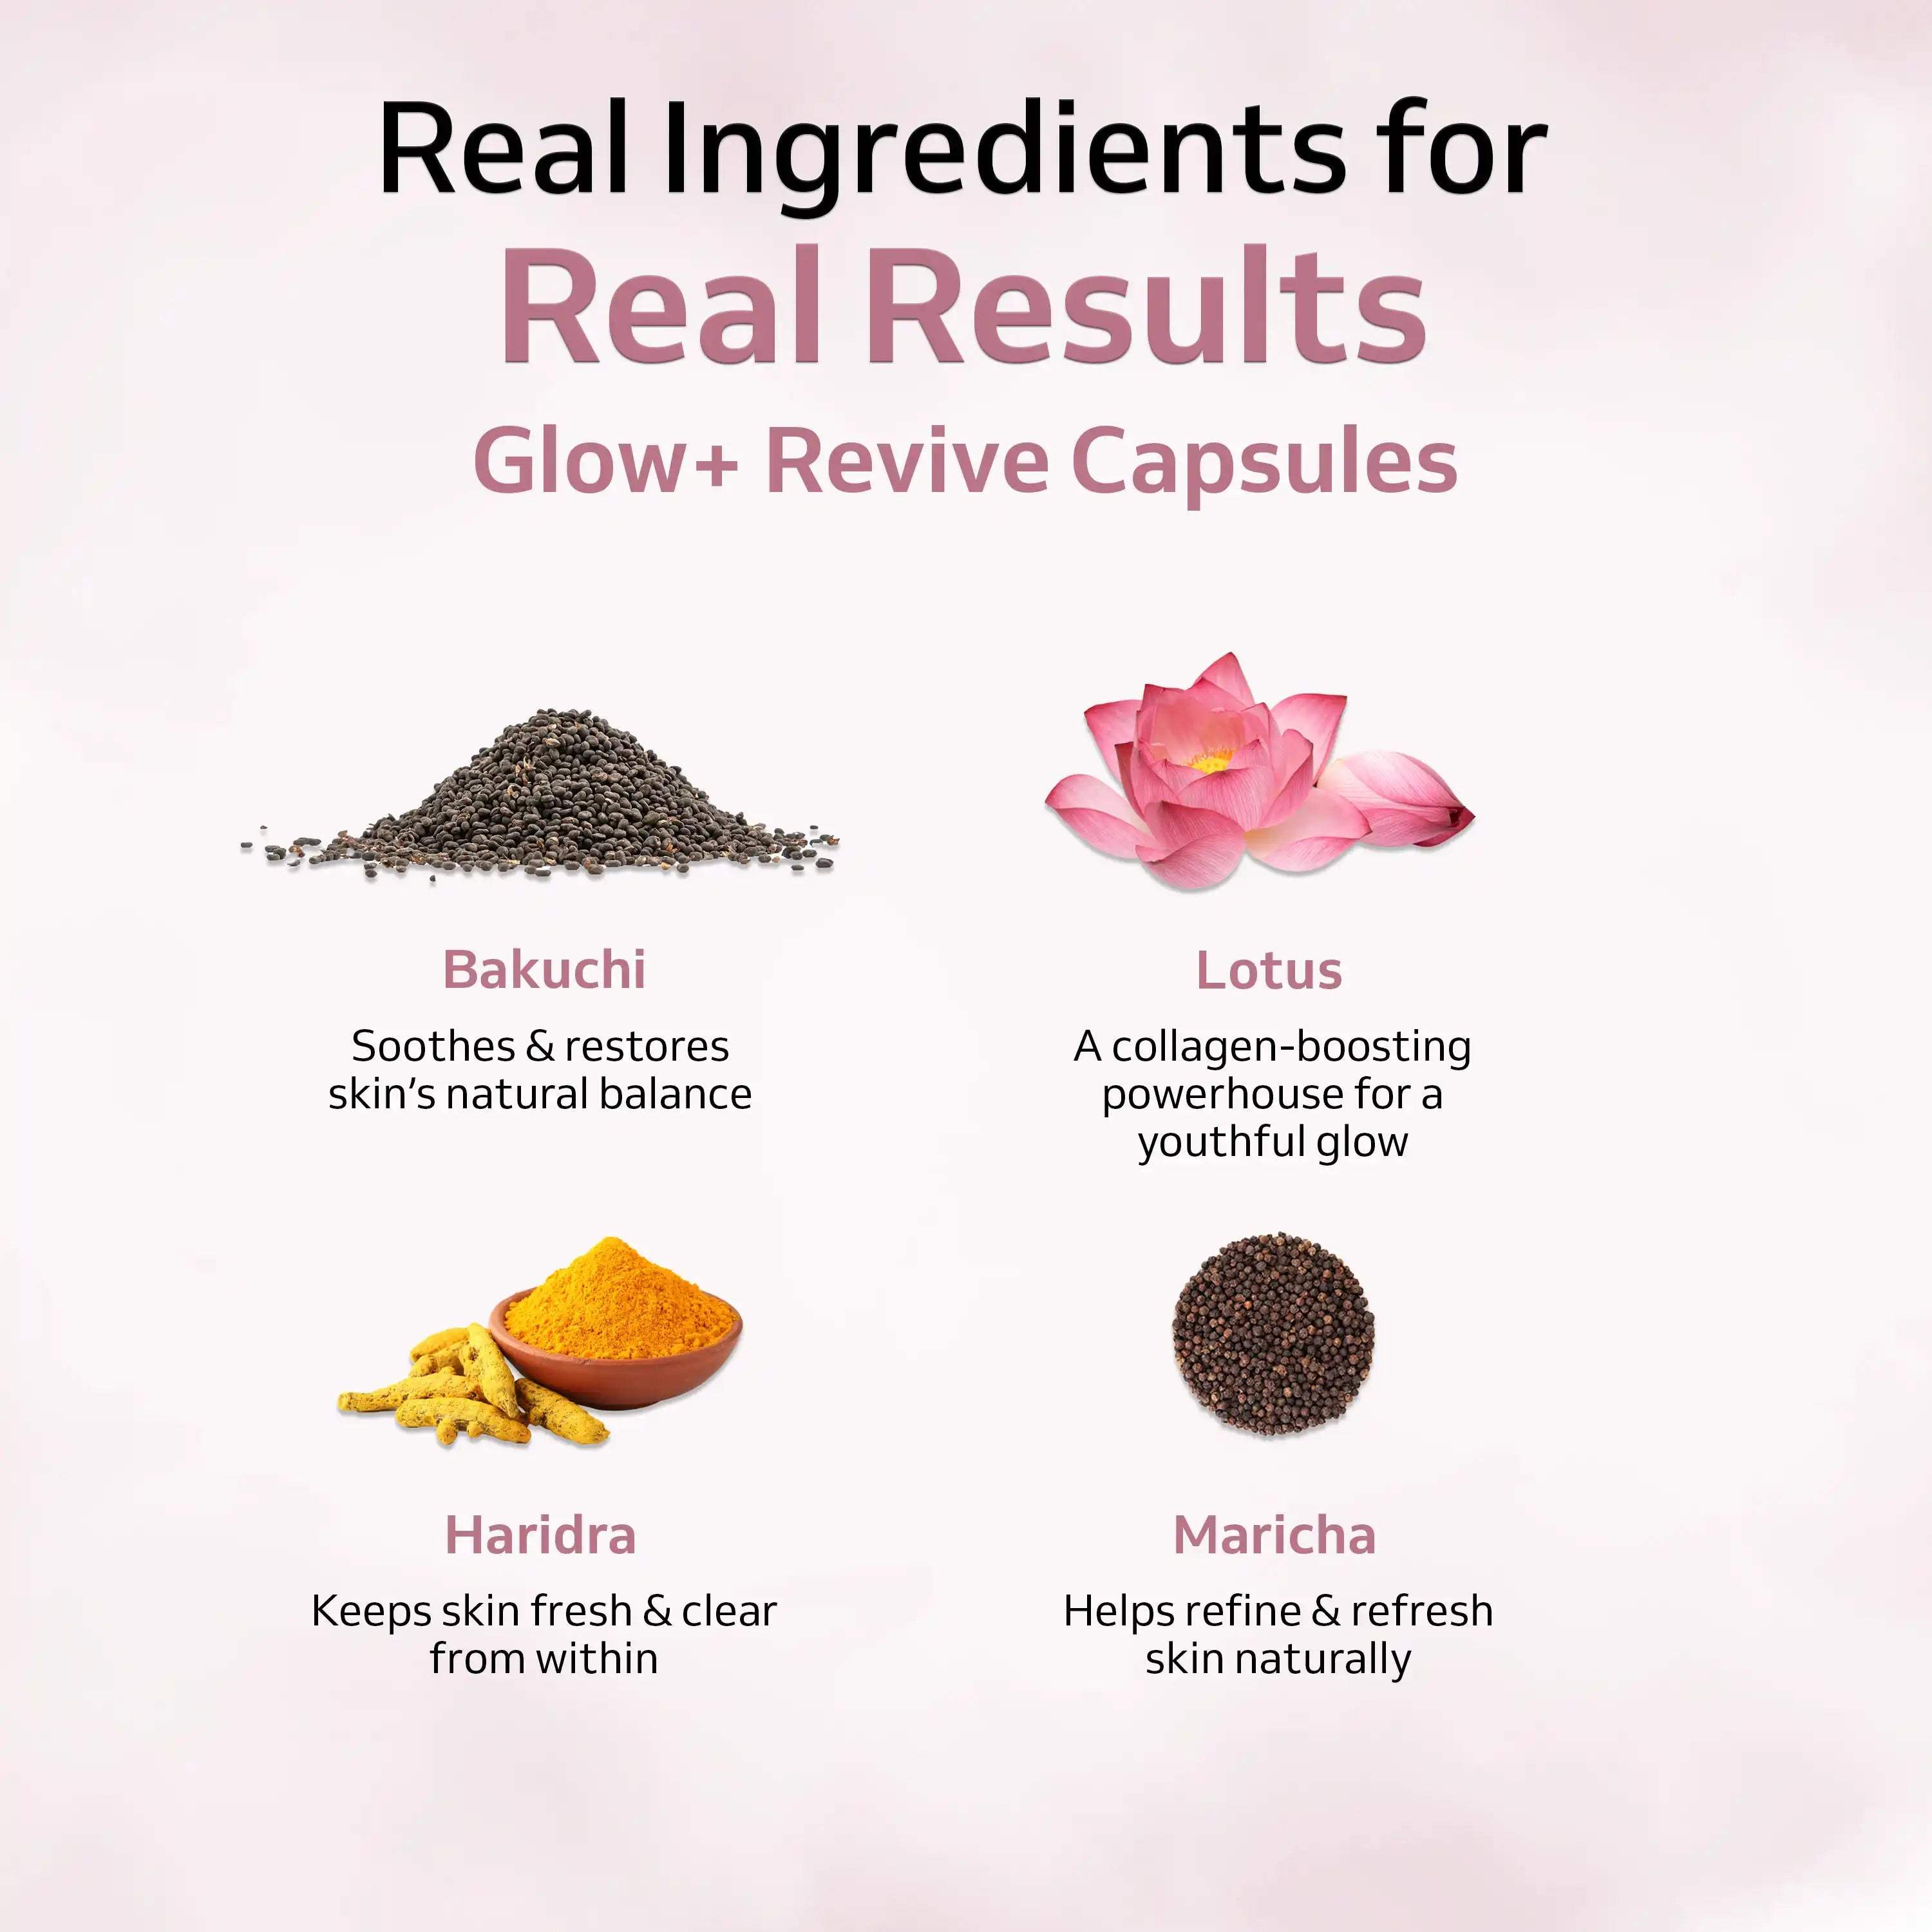 Real Ingredients for
Real Results
Glow+ Revive Capsules
Bakuchi
Soothes & restores
skin’s natural balance
Lotus
A collagen-boosting
powerhouse for a
youthful glow
Haridra
Keeps skin fresh & clear
from within
Maricha
Helps refine & refresh
skin naturally